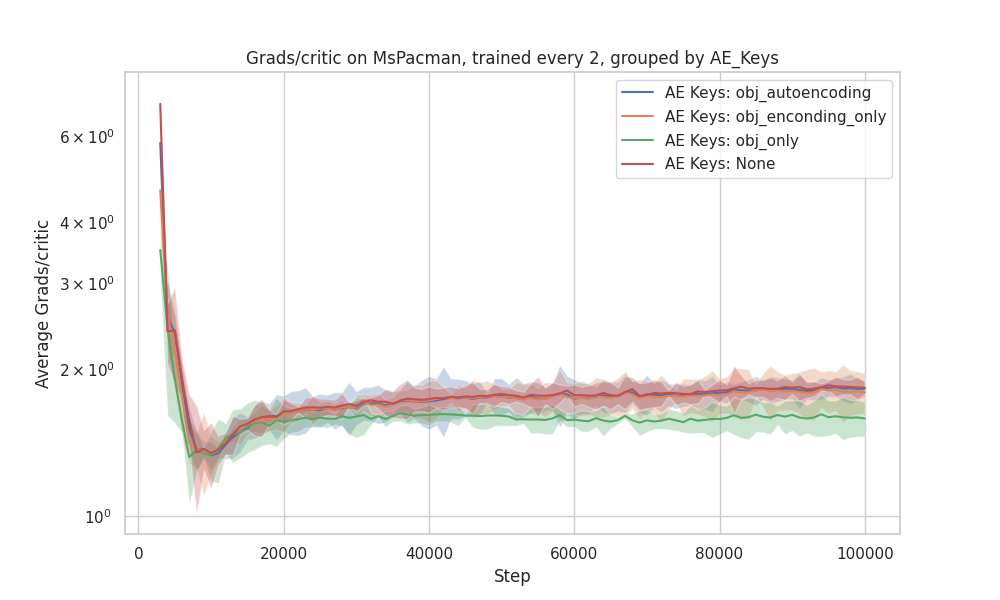 Grads/critic on MsPacman, trained every 2, grouped by AE_Keys
AE Keys: obj_autoencoding
AE Keys: obj_enconding_only
AE Keys: obj_only
AE Keys: None
Average Grads/critic
6 × 10⁰
4 × 10⁰
3 × 10⁰
2 × 10⁰
10⁰
0
20000
40000
60000
80000
100000
Step